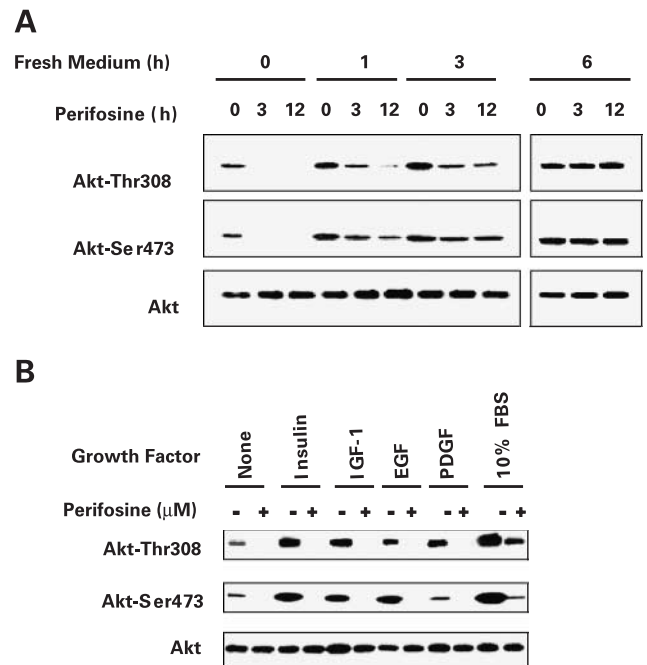 A
Fresh Medium (h) 0 1 3 6
Perifosine (h) 0 3 12 0 3 12 0 3 12 0 3 12
Akt-Thr308
Akt-Ser473
Akt
B
Growth Factor None Insulin IGF-1 EGF PDGF 10% FBS
Perifosine (μM) - + - + - + - + - + - +
Akt-Thr308
Akt-Ser473
Akt